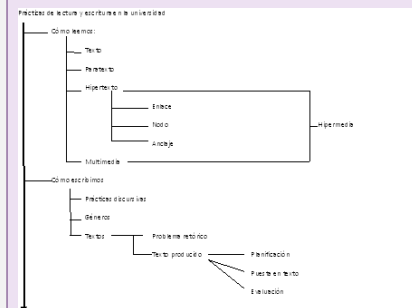 Prácticas de lectura y escritura en la universidad
Cómo leemos:
Texto
Paratexto
Hipertexto
Enlace
Nodo
Hipermedia
Anclaje
Multimedia
Cómo escribimos
Prácticas discursivas
Géneros
Textos
Problema retórico
Texto producido
Planificación
Puesta en texto
Evaluación